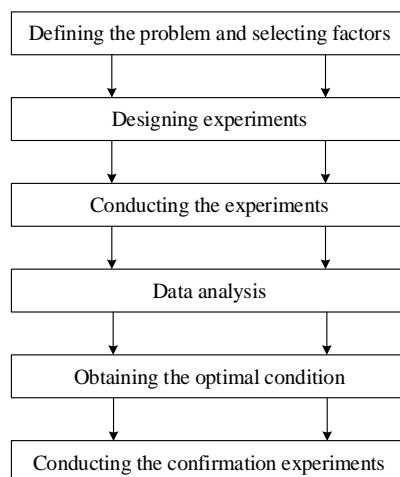 Defining the problem and selecting factors
Designing experiments
Conducting the experiments
Data analysis
Obtaining the optimal condition
Conducting the confirmation experiments